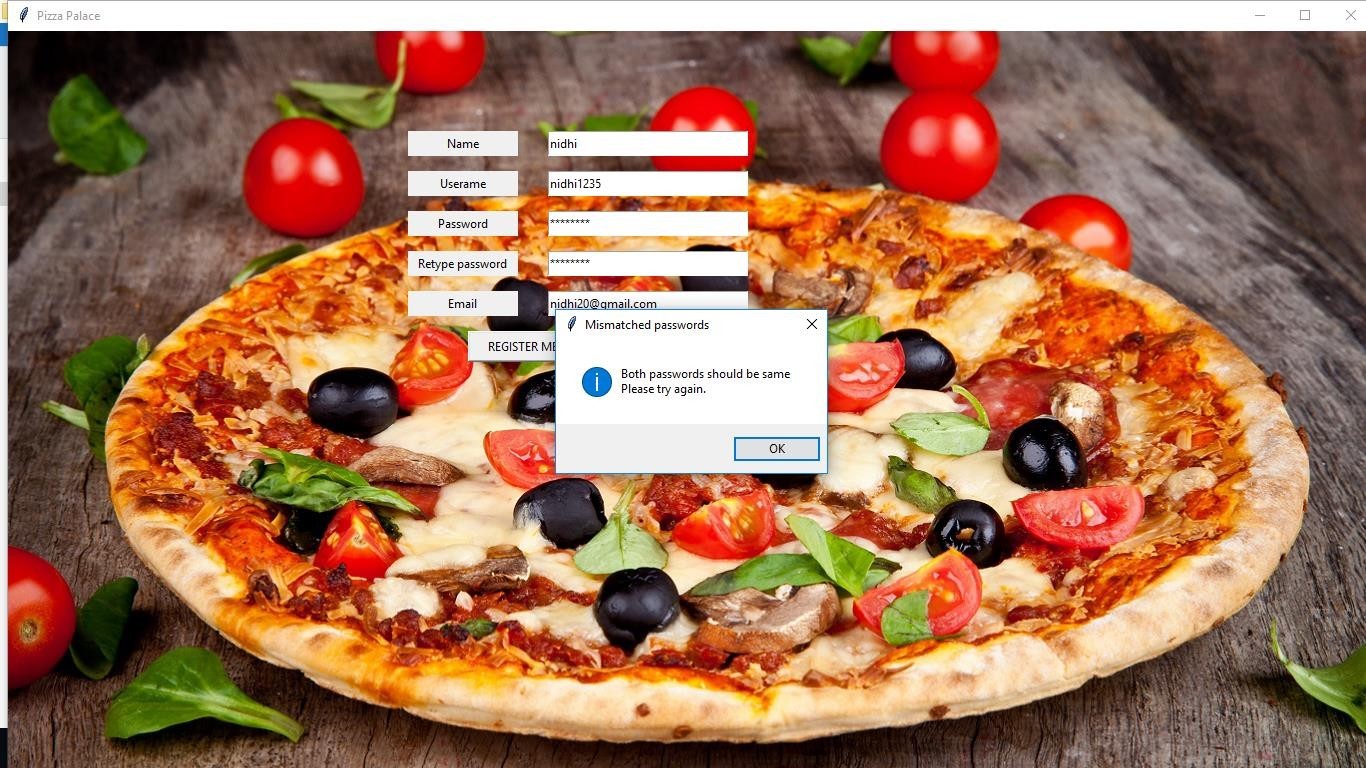 Pizza Palace
Name nidhi
Userame nidhi1235
Password ********
Retype password ********
Email nidhi20@gmail.com
REGISTER ME
Mismatched passwords
Both passwords should be same
Please try again.
OK